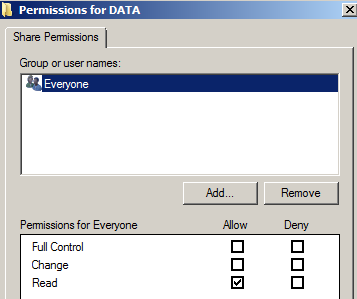 Permissions for DATA
Share Permissions
Group or user names:
Everyone
Add... Remove
Permissions for Everyone Allow Deny
Full Control
Change
Read